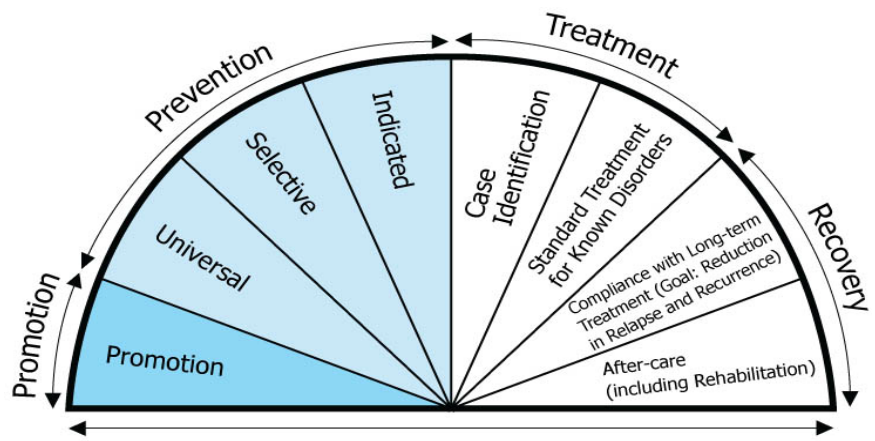 Promotion
Prevention
Treatment
Recovery
Promotion
Universal
Selective
Indicated
Case
Identification
Standard Treatment
for Known Disorders
Compliance with Long-term
Treatment (Goal: Reduction
in Relapse and Recurrence)
After-care
(including Rehabilitation)